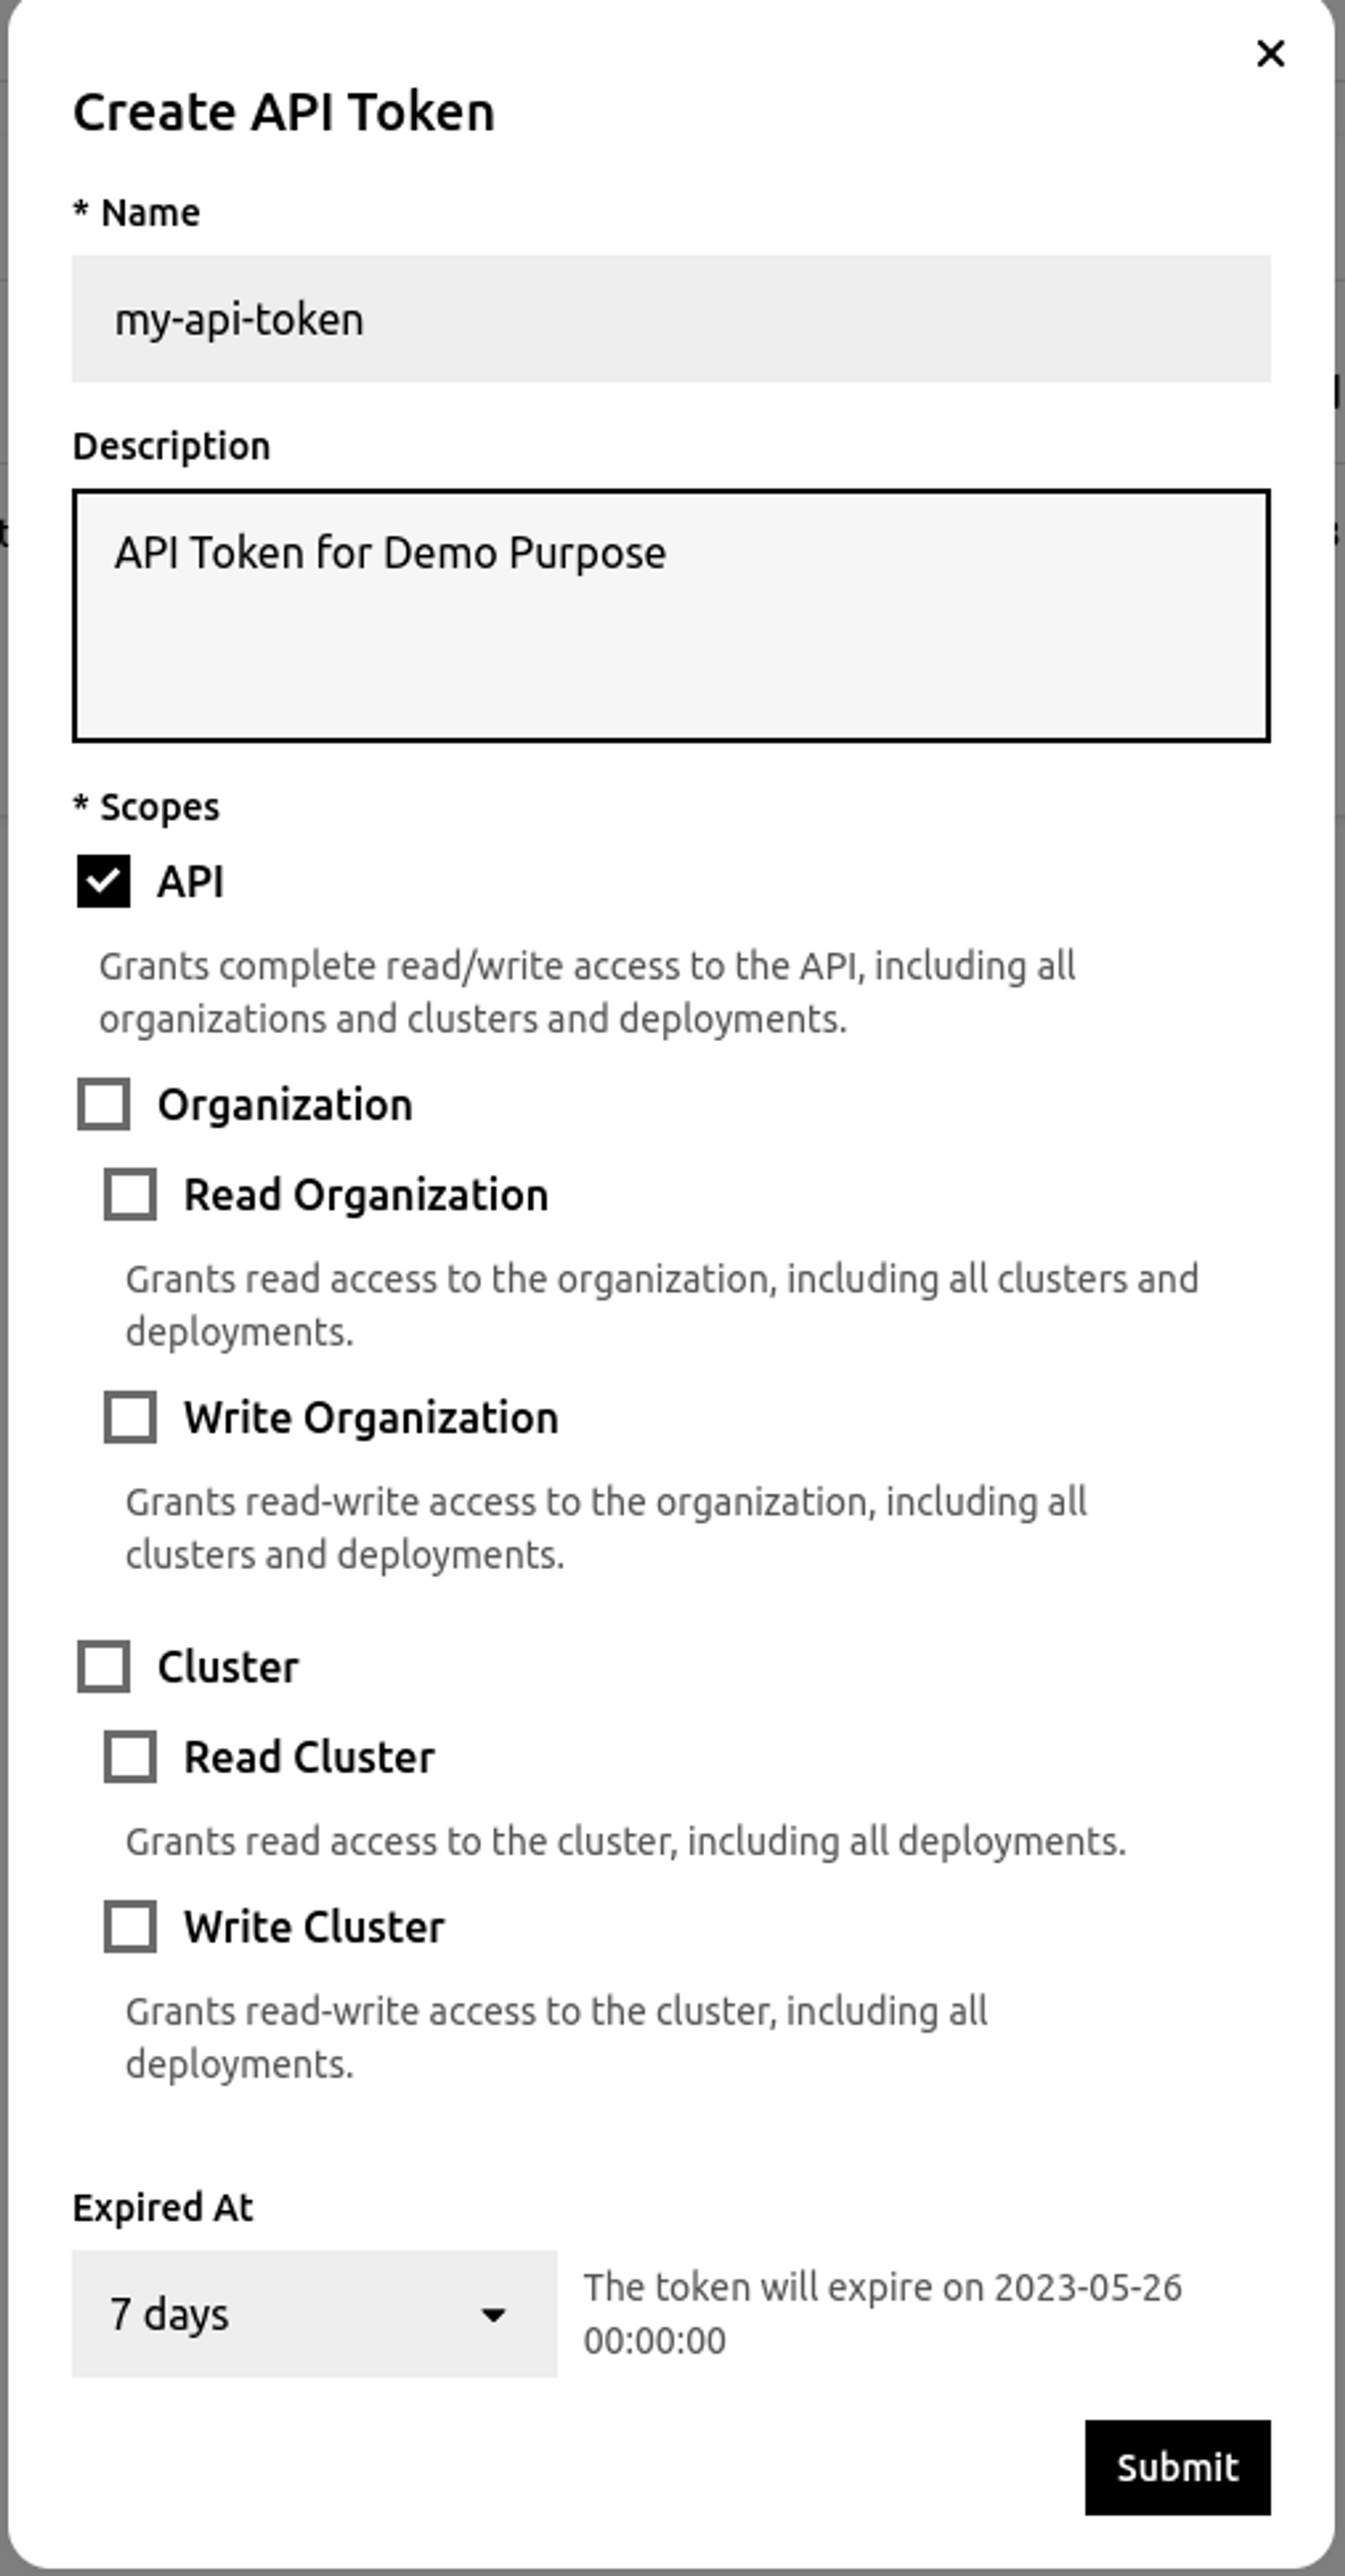 Create API Token
* Name
my-api-token
Description
API Token for Demo Purpose
* Scopes
API
Grants complete read/write access to the API, including all
organizations and clusters and deployments.
Organization
Read Organization
Grants read access to the organization, including all clusters and
deployments.
Write Organization
Grants read-write access to the organization, including all
clusters and deployments.
Cluster
Read Cluster
Grants read access to the cluster, including all deployments.
Write Cluster
Grants read-write access to the cluster, including all
deployments.
Expired At
7 days
The token will expire on 2023-05-26
00:00:00
Submit